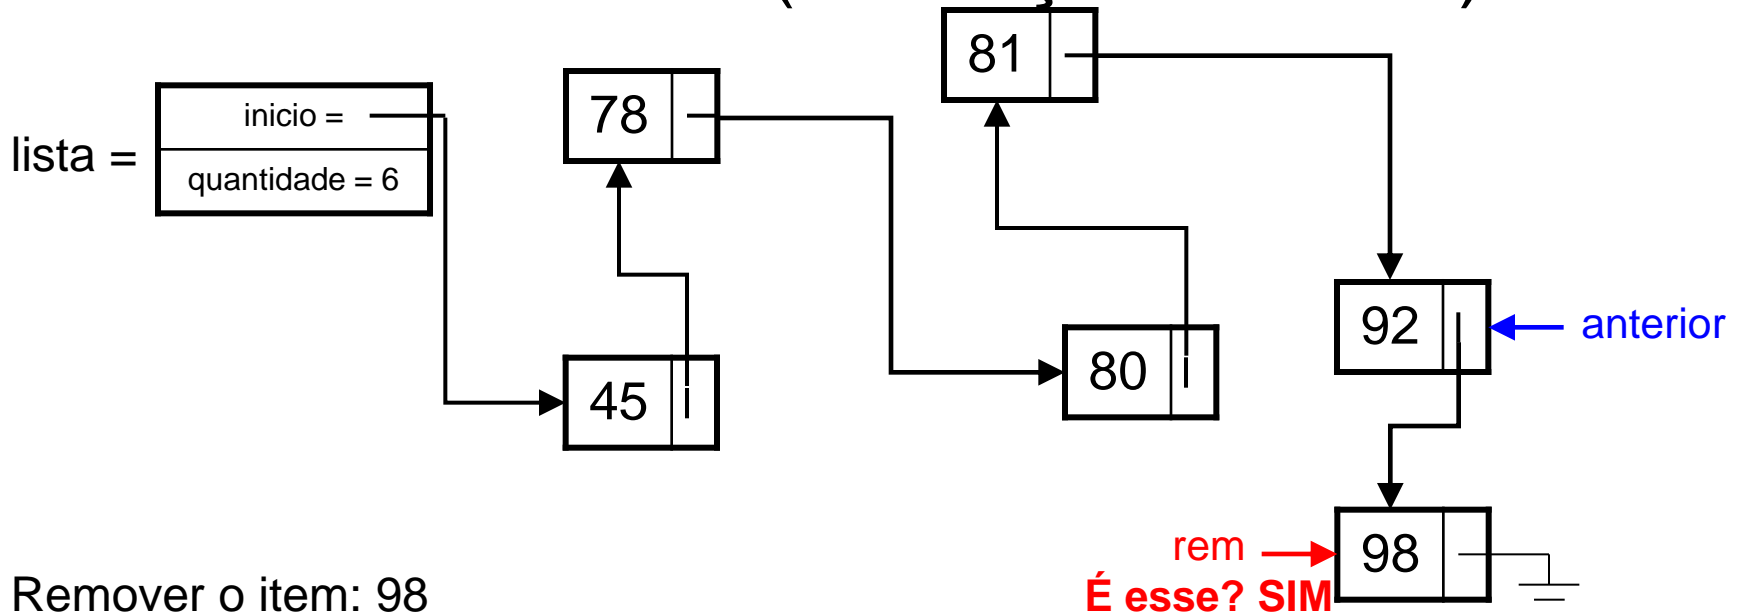 81
inicio =
78
lista =
quantidade = 6
92
anterior
80
45
rem
98
É esse? SIM
Remover o item: 98